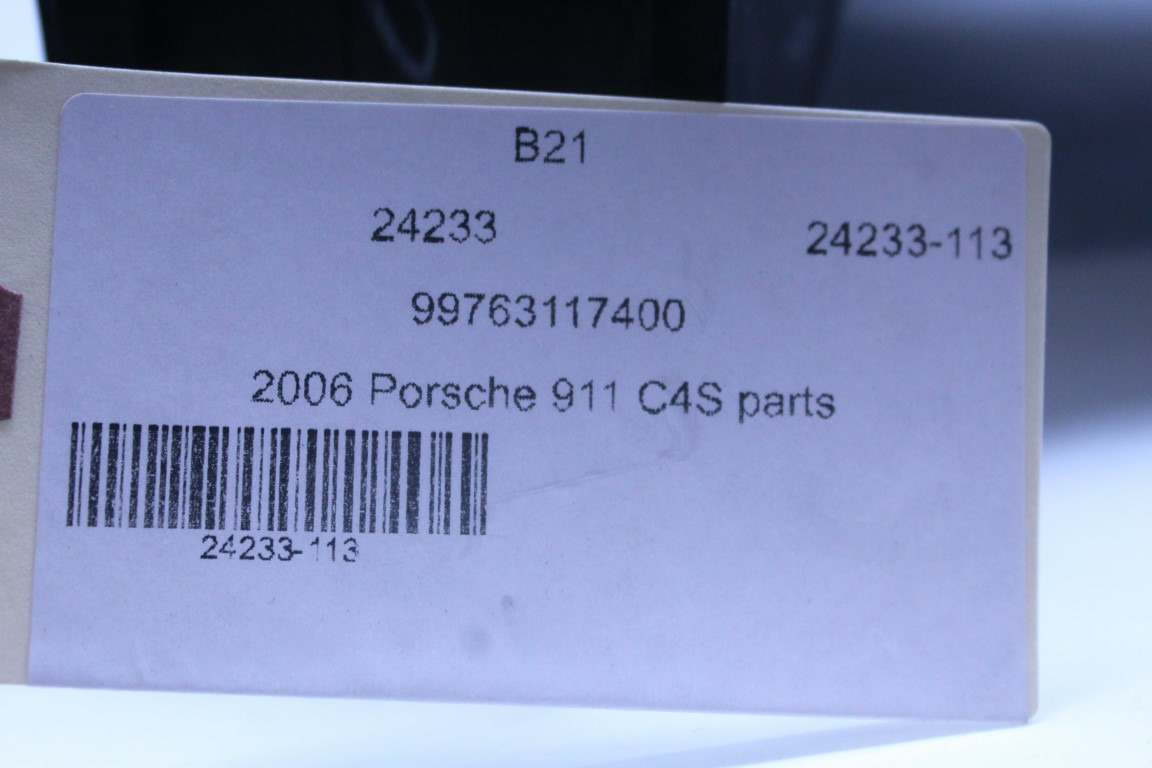 B21
24233 24233-113
99763117400
2006 Porsche 911 C4S parts
24233-113